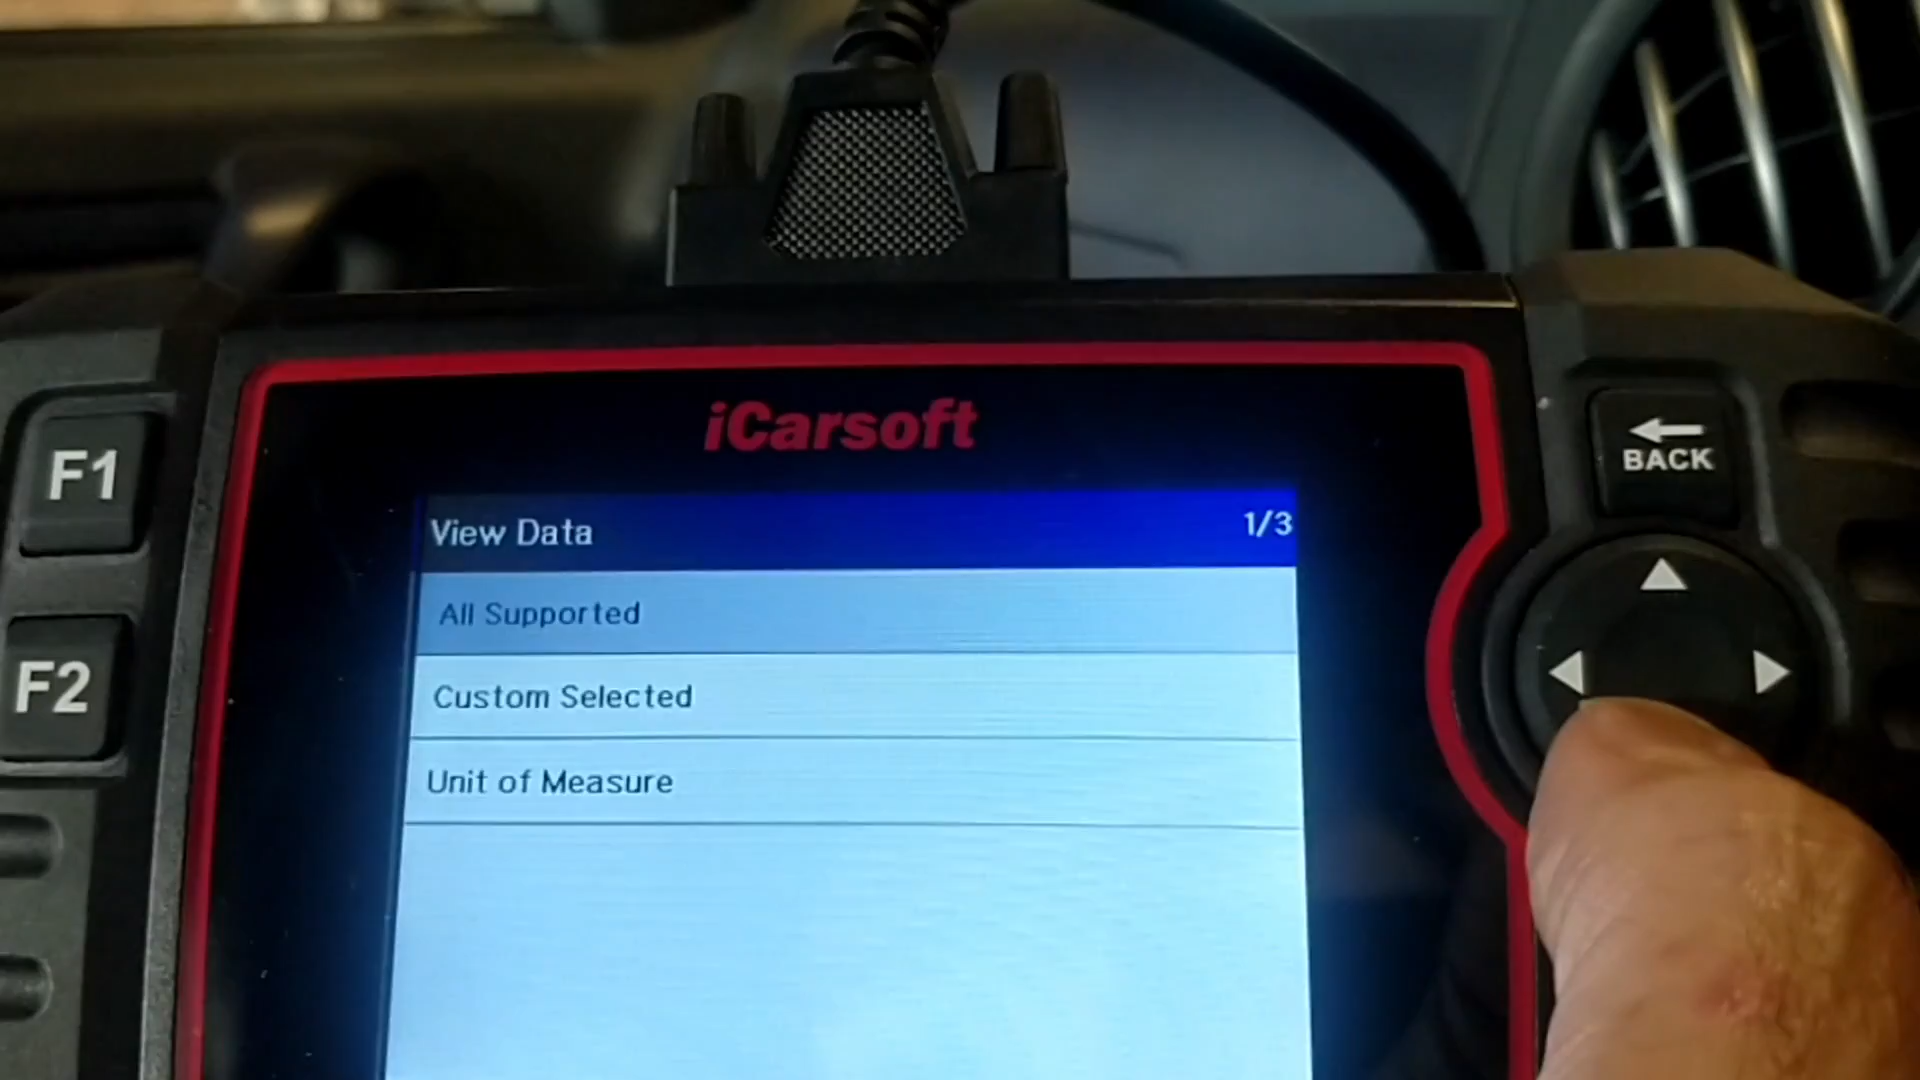 iCarsoft
F1
BACK
View Data
1/3
All Supported
F2
Custom Selected
Unit of Measure